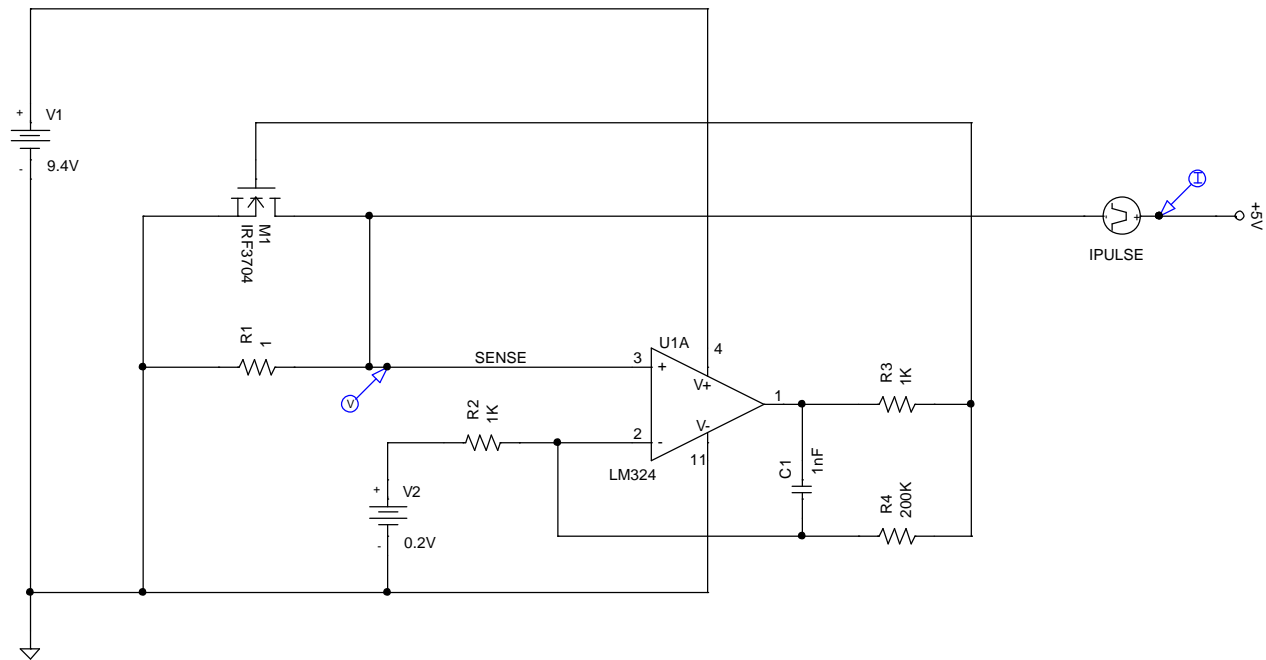 +
V1
-
9.4V
M1
IRF3704
I
+5V
-
+
IPULSE
R1
1
V
SENSE
3
+
U1A
4
V+
1
V-
2
-
11
LM324
R2
1K
R3
1K
C1
1nF
R4
200K
+
V2
-
0.2V